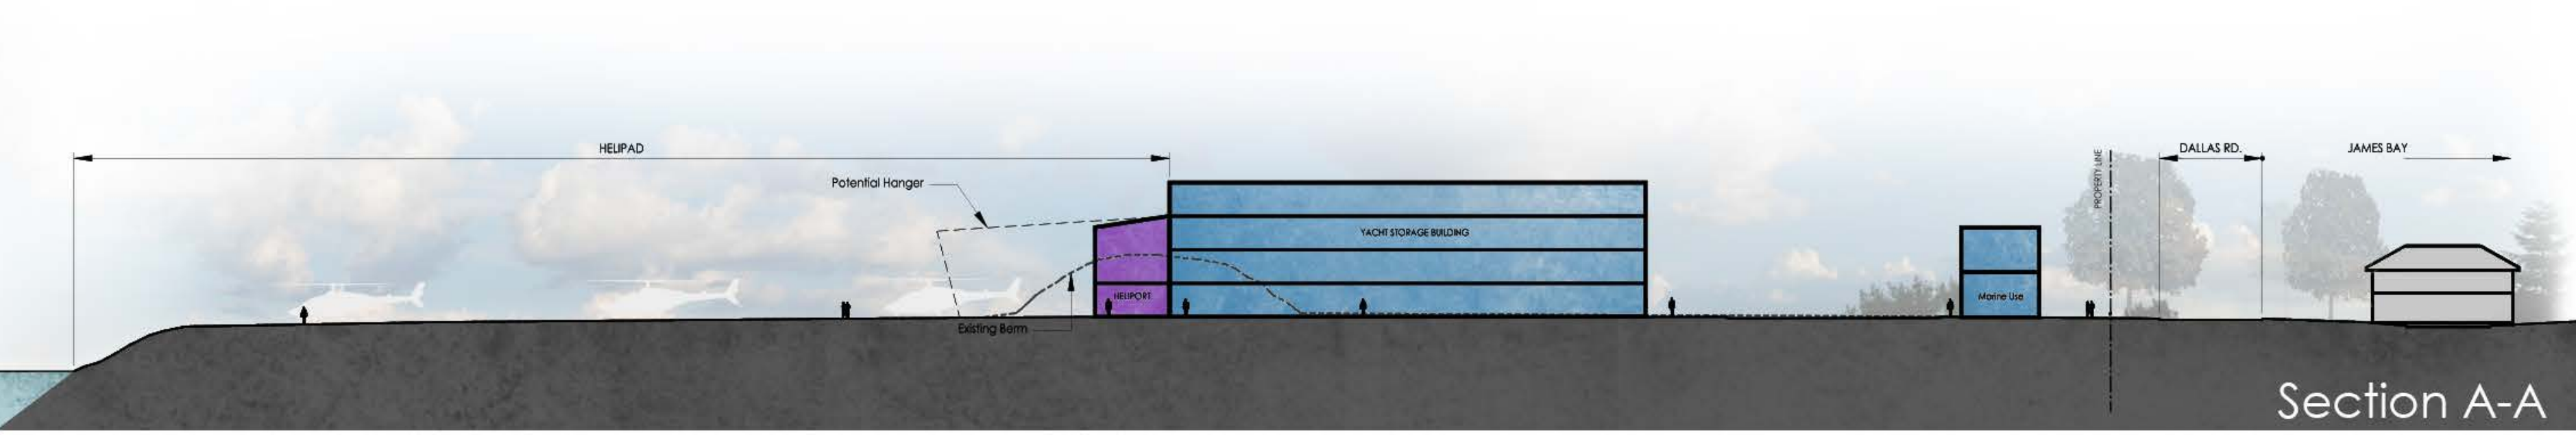 HELIPAD
Potential Hanger
HELIPORT
Existing Berm
YACHT STORAGE BUILDING
Marine Use
PROPERTY LINE
DALLAS RD.
JAMES BAY
Section A-A